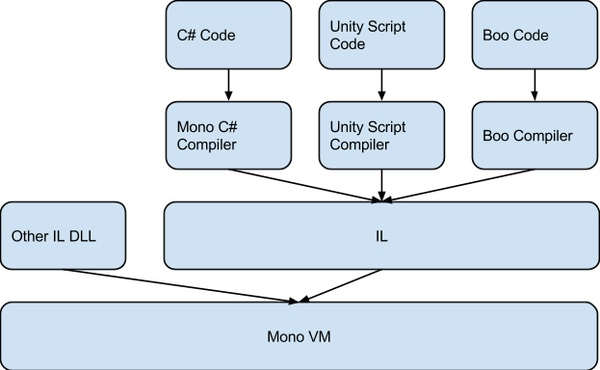 C# Code
Unity Script
Code
Boo Code
Mono C#
Compiler
Unity Script
Compiler
Boo Compiler
Other IL DLL
IL
Mono VM